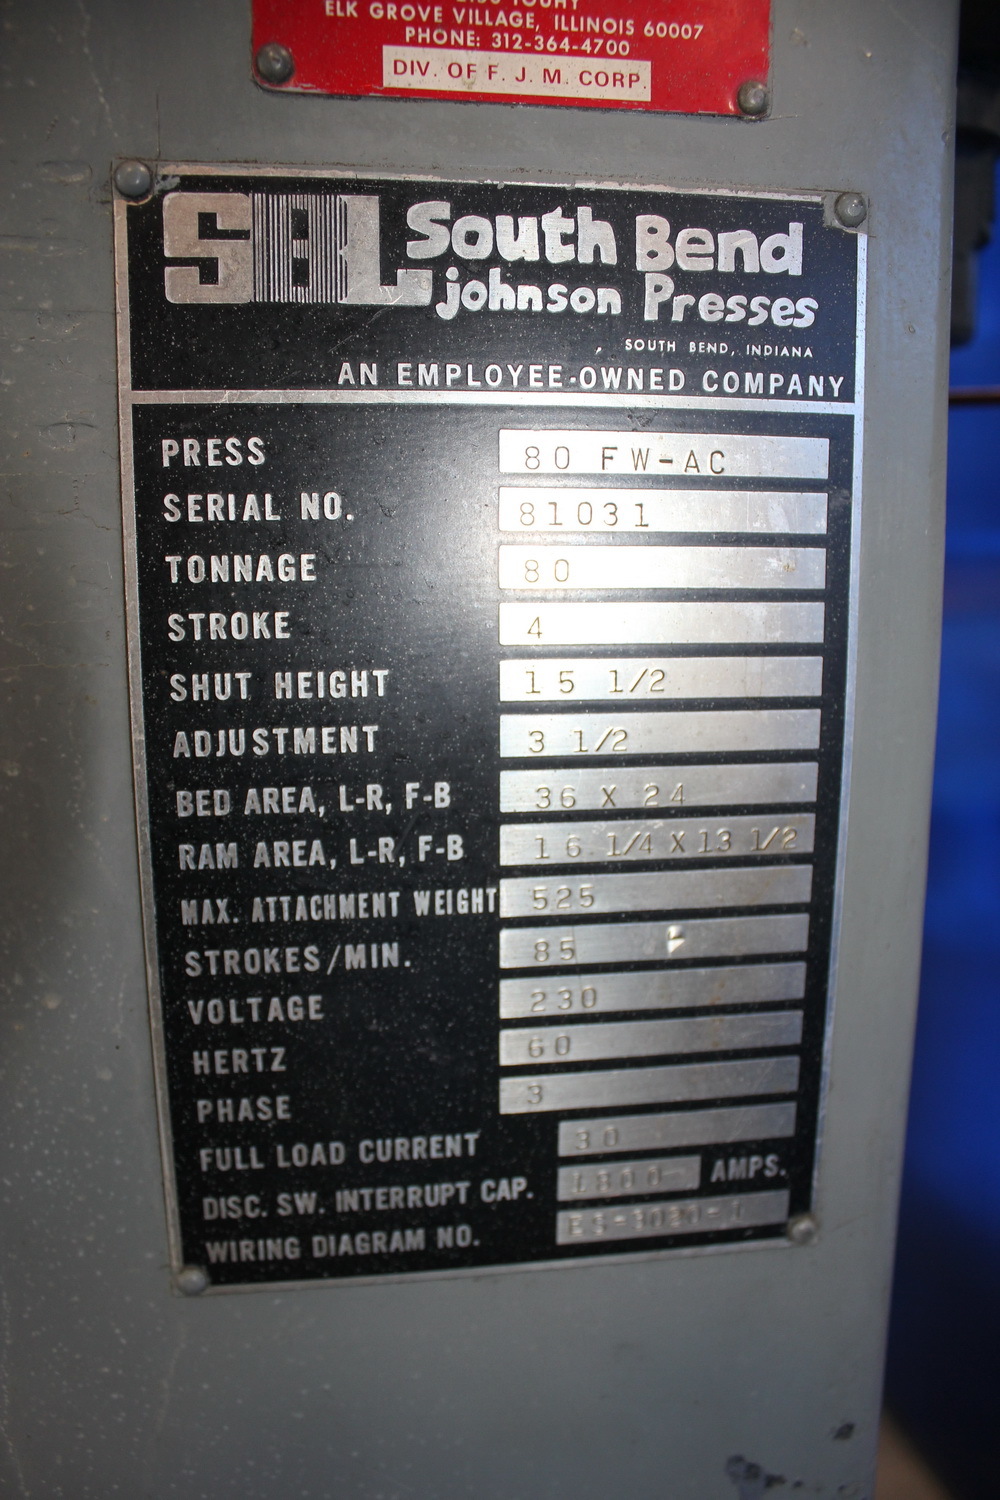 TOUHY
ELK GROVE VILLAGE, ILLINOIS 60007
PHONE: 312-364-4700
DIV. OF F. J. M. CORP.
SBL South Bend
johnson Presses
SOUTH BEND, INDIANA
AN EMPLOYEE-OWNED COMPANY
PRESS 80 FW-AC
SERIAL NO. 81031
TONNAGE 80
STROKE 4
SHUT HEIGHT 15 1/2
ADJUSTMENT 3 1/2
BED AREA, L-R, F-B 36 X 24
RAM AREA, L-R, F-B 16 1/4 X 13 1/2
MAX. ATTACHMENT WEIGHT 525
STROKES/MIN. 85
VOLTAGE 230
HERTZ 60
PHASE 3
FULL LOAD CURRENT 30
DISC. SW. INTERRUPT CAP. AMPS.
WIRING DIAGRAM NO.